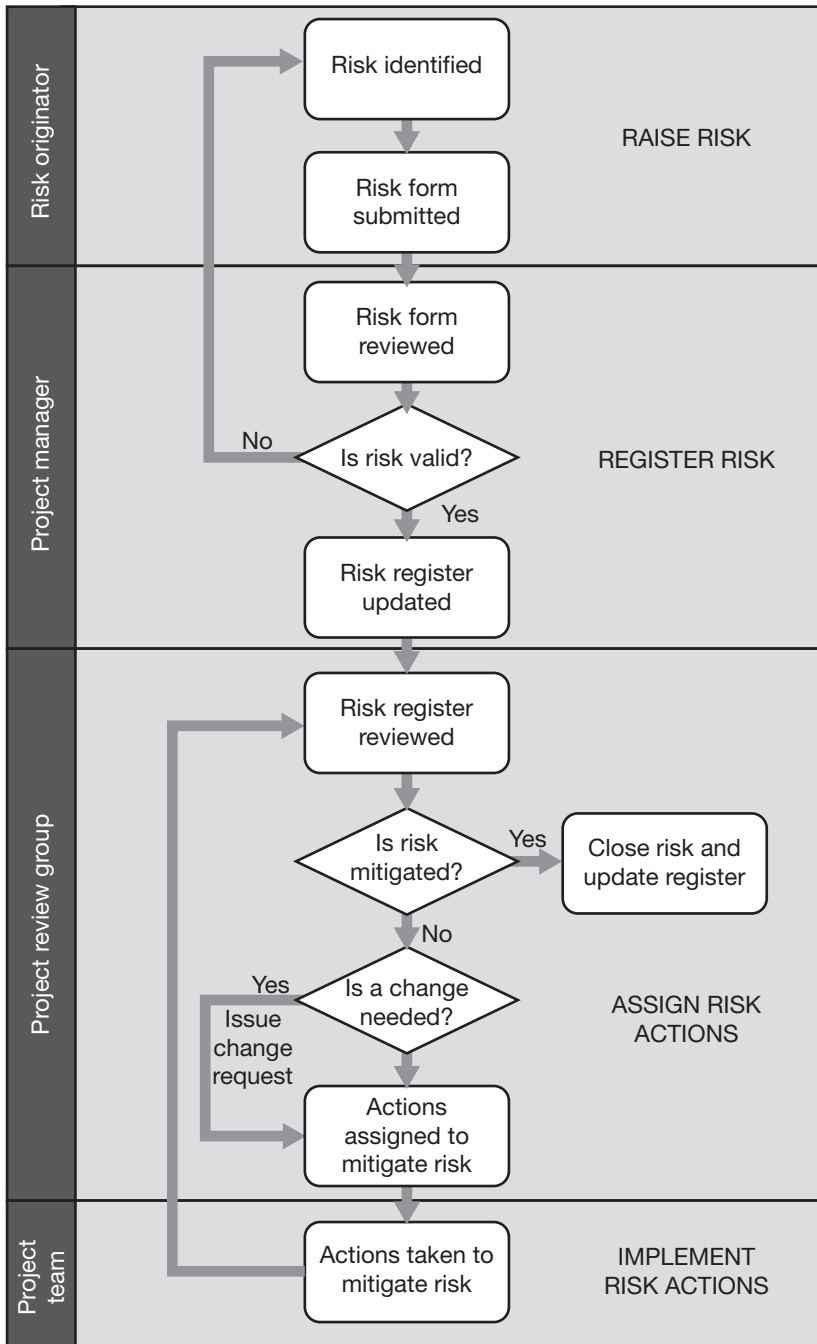 Risk originator
Risk identified
RAISE RISK
Risk form
submitted
Project manager
Risk form
reviewed
No
Is risk valid?
REGISTER RISK
Yes
Risk register
updated
Project review group
Risk register
reviewed
Is risk
mitigated?
Yes
Close risk and
update register
No
Yes
Is a change
needed?
Issue
change
request
ASSIGN RISK
ACTIONS
Actions
assigned to
mitigate risk
Project
team
Actions taken to
mitigate risk
IMPLEMENT
RISK ACTIONS